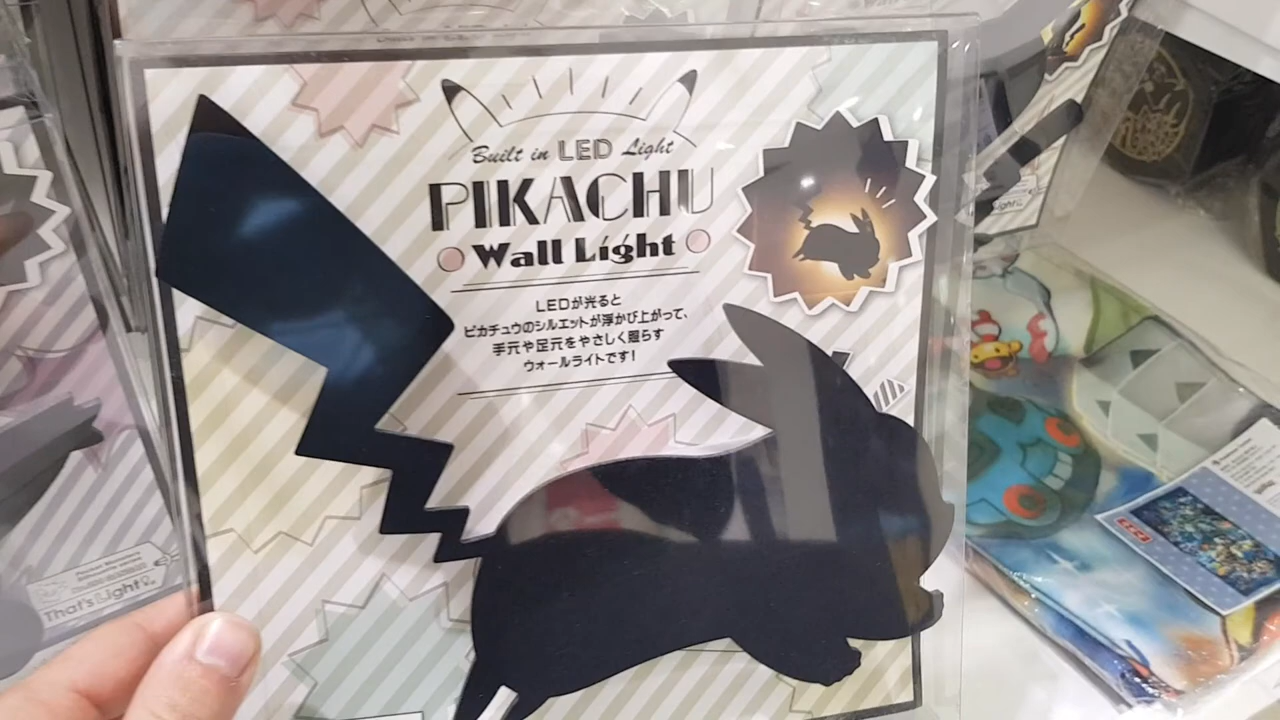 Built in LED Light
PIKACHU
Wall Light
LEDが光ると
ピカチュウのシルエットが浮かび上がって、
手元や足元をやさしく照らす
ウォールライトです!
That's Light